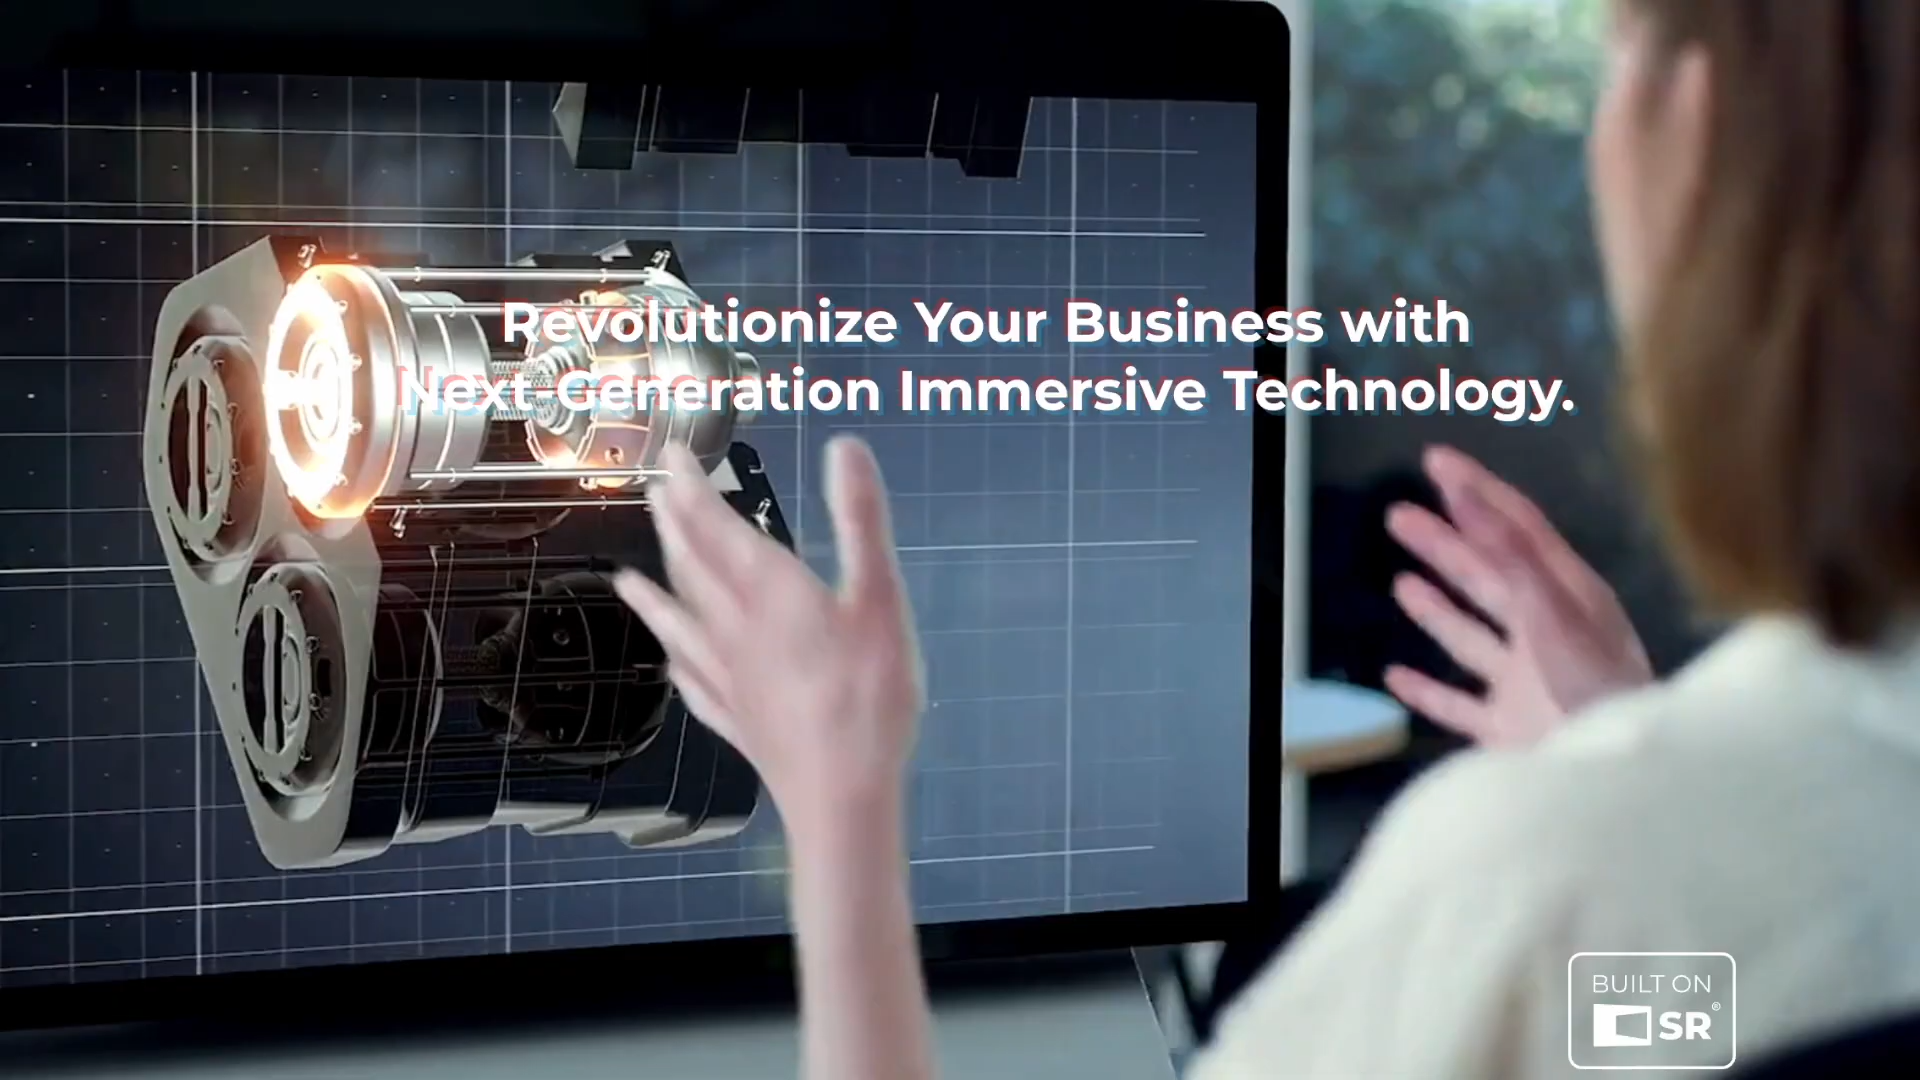 Revolutionize Your Business with
Next-Generation Immersive Technology.
BUILT ON
SR®